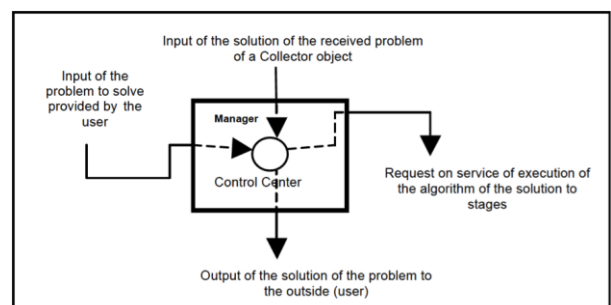 Input of the solution of the received problem
of a Collector object
Input of the
problem to solve
provided by the
user
Manager
Control Center
Request on service of execution of
the algorithm of the solution to
stages
Output of the solution of the problem to
the outside (user)